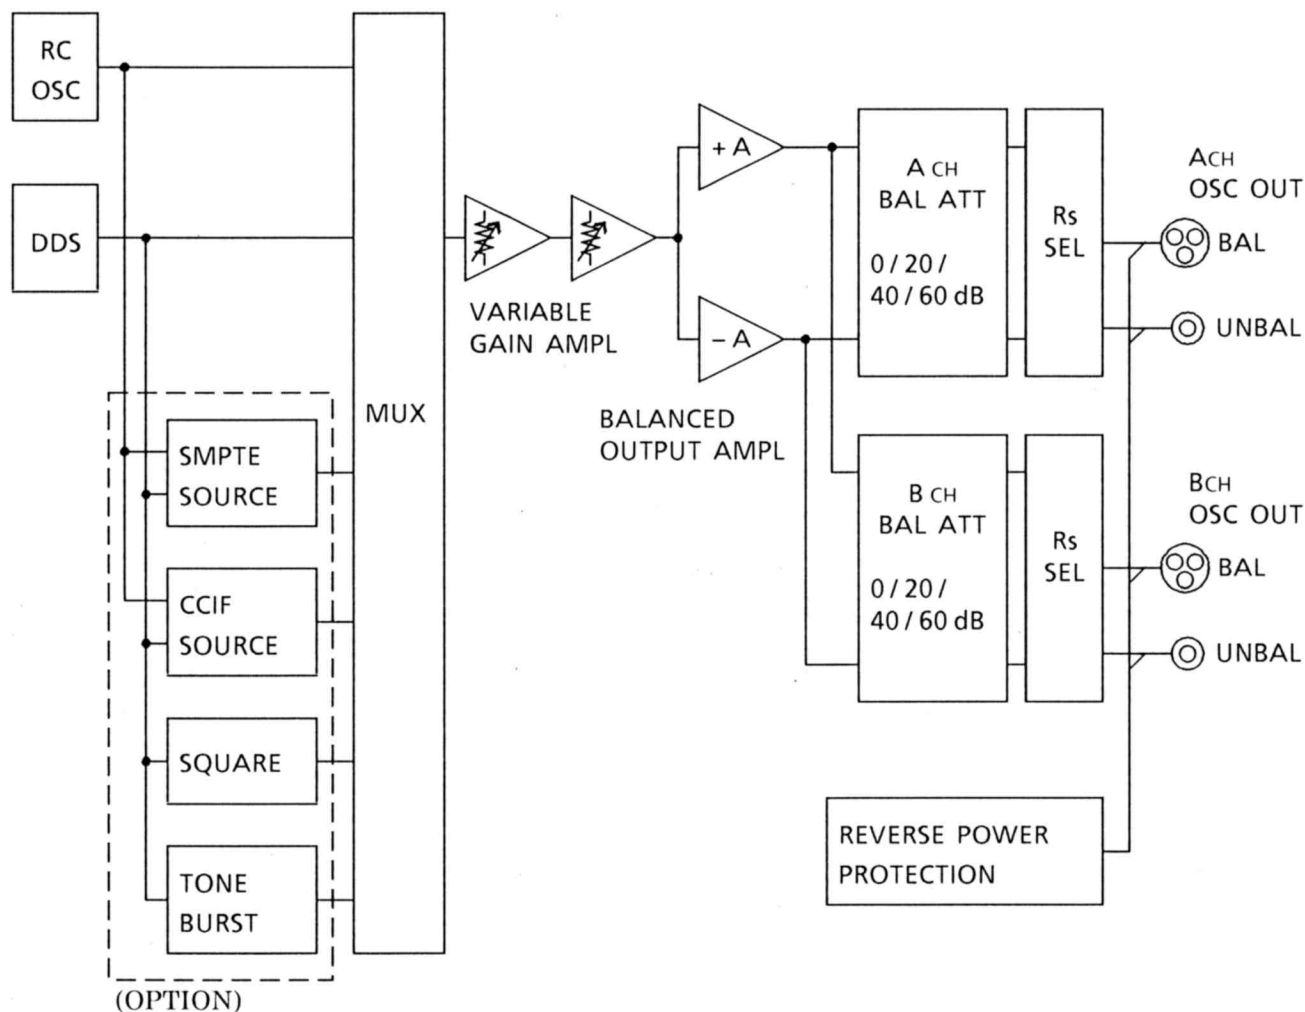 RC
OSC
DDS
SMPTE
SOURCE
CCIF
SOURCE
SQUARE
TONE
BURST
(OPTION)
MUX
VARIABLE
GAIN AMPL
+ A
− A
BALANCED
OUTPUT AMPL
A CH
BAL ATT
0 / 20 /
40 / 60 dB
Rs
SEL
ACH
OSC OUT
BAL
UNBAL
B CH
BAL ATT
0 / 20 /
40 / 60 dB
Rs
SEL
BCH
OSC OUT
BAL
UNBAL
REVERSE POWER
PROTECTION